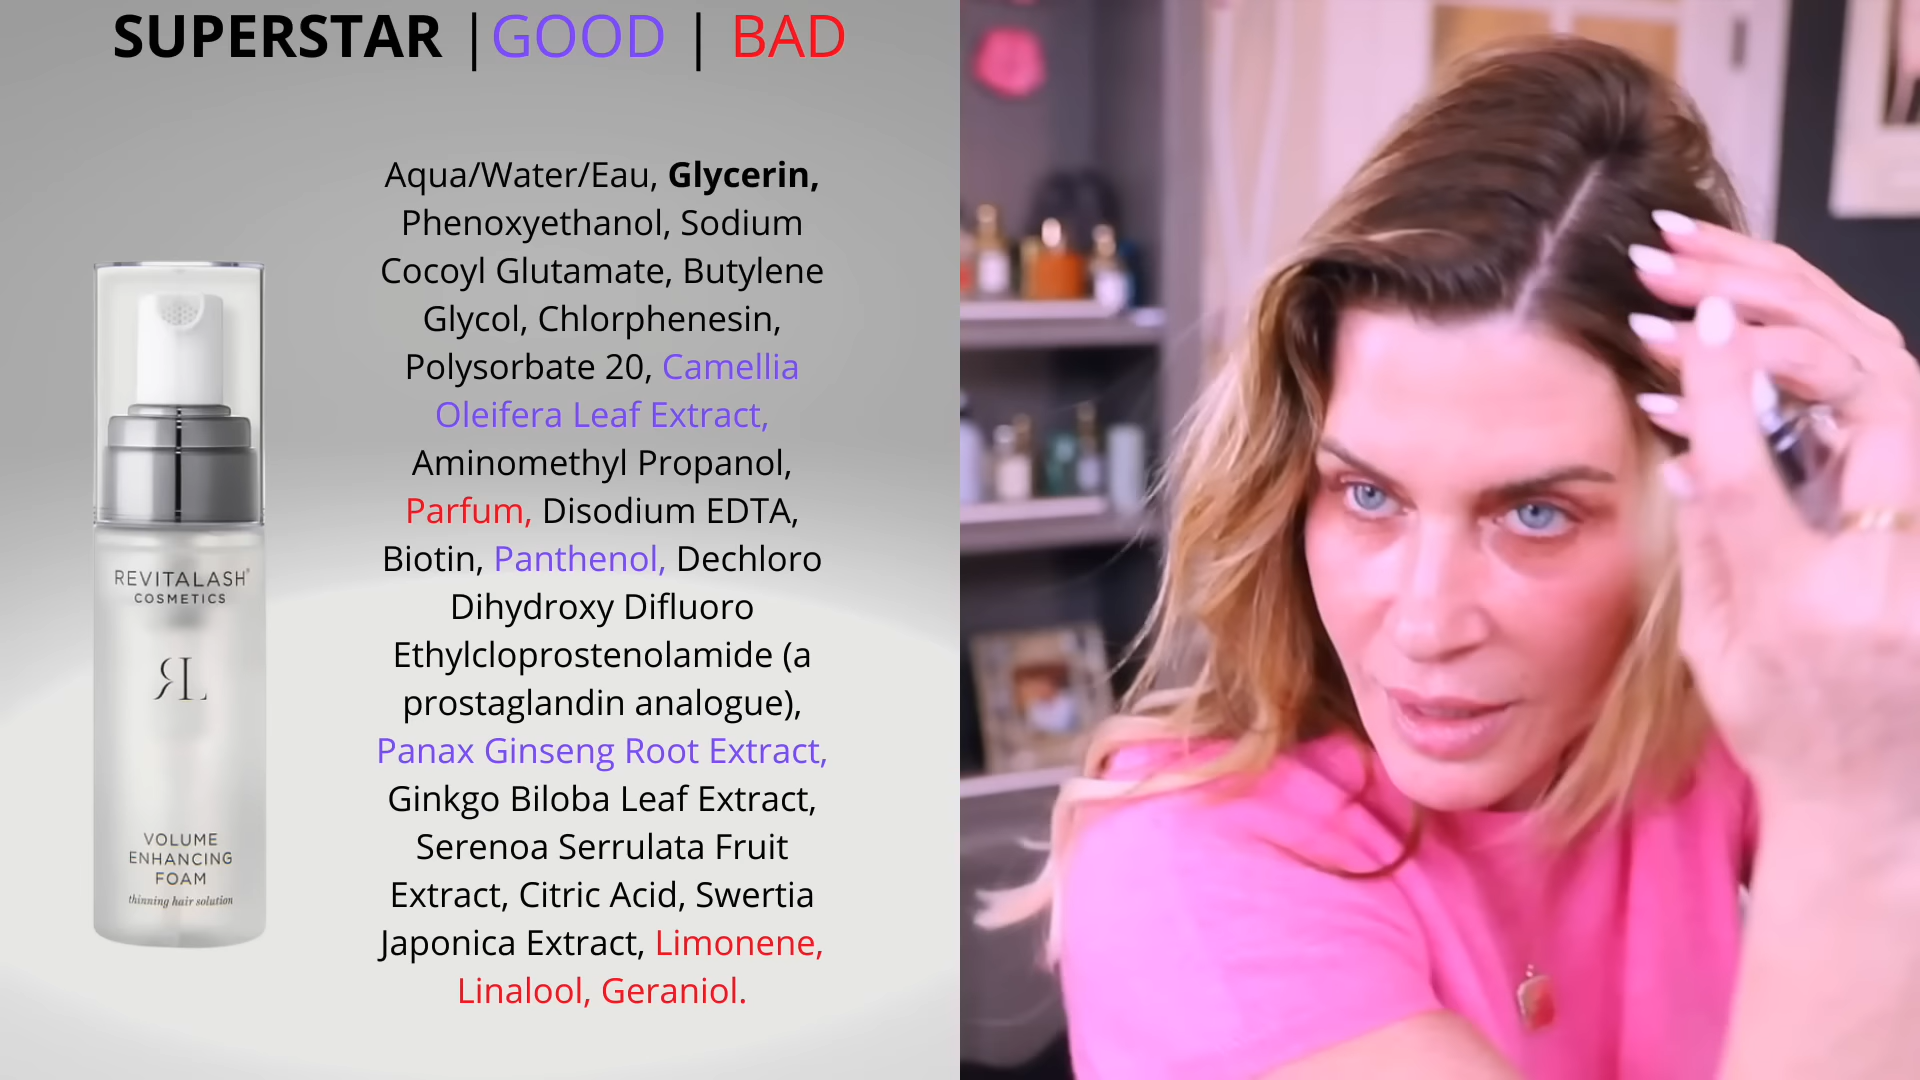 SUPERSTAR | GOOD | BAD
Aqua/Water/Eau, Glycerin,
Phenoxyethanol, Sodium
Cocoyl Glutamate, Butylene
Glycol, Chlorphenesin,
Polysorbate 20, Camellia
Oleifera Leaf Extract,
Aminomethyl Propanol,
Parfum, Disodium EDTA,
Biotin, Panthenol, Dechloro
Dihydroxy Difluoro
Ethylcloprostenolamide (a
prostaglandin analogue),
Panax Ginseng Root Extract,
Ginkgo Biloba Leaf Extract,
Serenoa Serrulata Fruit
Extract, Citric Acid, Swertia
Japonica Extract, Limonene,
Linalool, Geraniol.
REVITALASH®
COSMETICS
RL
VOLUME
ENHANCING
FOAM
thinning hair solution